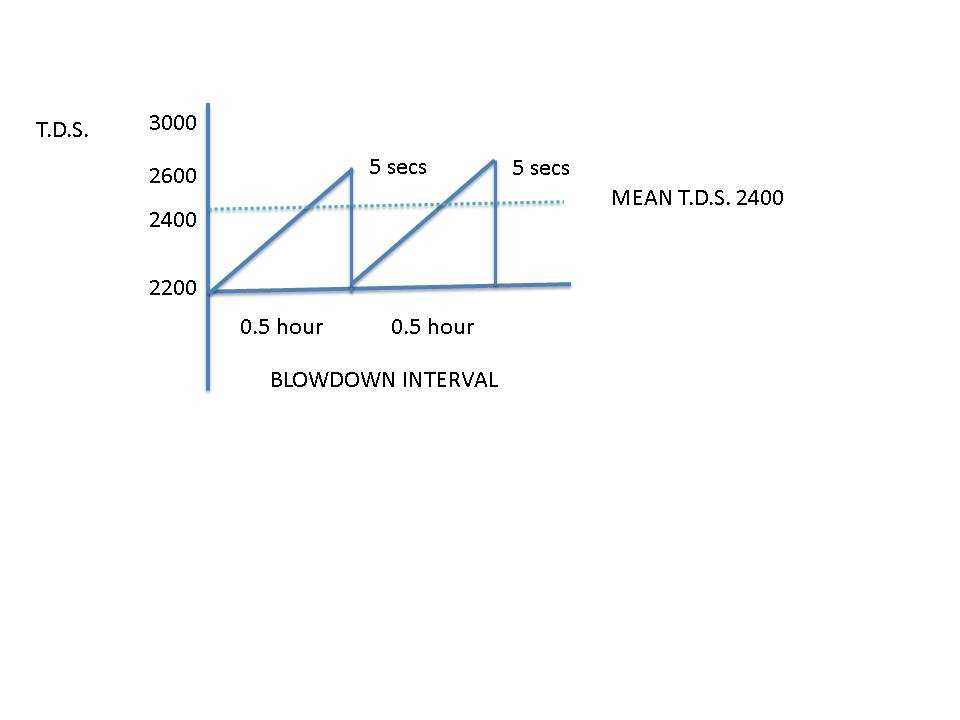 T.D.S.
3000
2600
2400
2200
5 secs
5 secs
MEAN T.D.S. 2400
0.5 hour
0.5 hour
BLOWDOWN INTERVAL